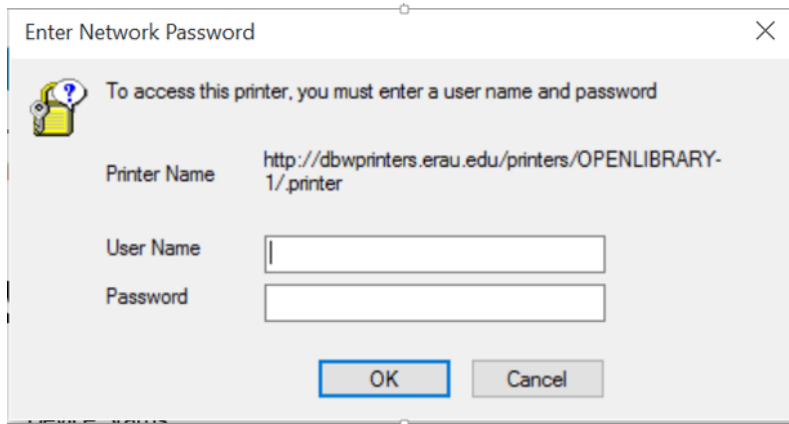 Enter Network Password
To access this printer, you must enter a user name and password
Printer Name
http://dbwprinters.erau.edu/printers/OPENLIBRARY-
1/.printer
User Name
Password
OK
Cancel